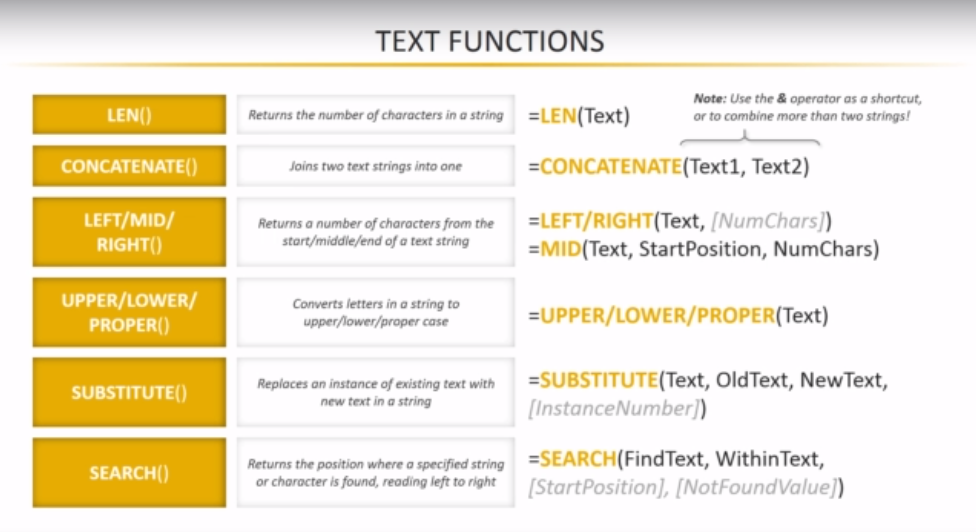 TEXT FUNCTIONS
Note: Use the & operator as a shortcut,
or to combine more than two strings!
LEN()
Returns the number of characters in a string
=LEN(Text)
CONCATENATE()
Joins two text strings into one
=CONCATENATE(Text1, Text2)
LEFT/MID/
RIGHT()
Returns a number of characters from the
start/middle/end of a text string
=LEFT/RIGHT(Text, [NumChars])
=MID(Text, StartPosition, NumChars)
UPPER/LOWER/
PROPER()
Converts letters in a string to
upper/lower/proper case
=UPPER/LOWER/PROPER(Text)
SUBSTITUTE()
Replaces an instance of existing text with
new text in a string
=SUBSTITUTE(Text, OldText, NewText,
[InstanceNumber])
SEARCH()
Returns the position where a specified string
or character is found, reading left to right
=SEARCH(FindText, WithinText,
[StartPosition], [NotFoundValue])